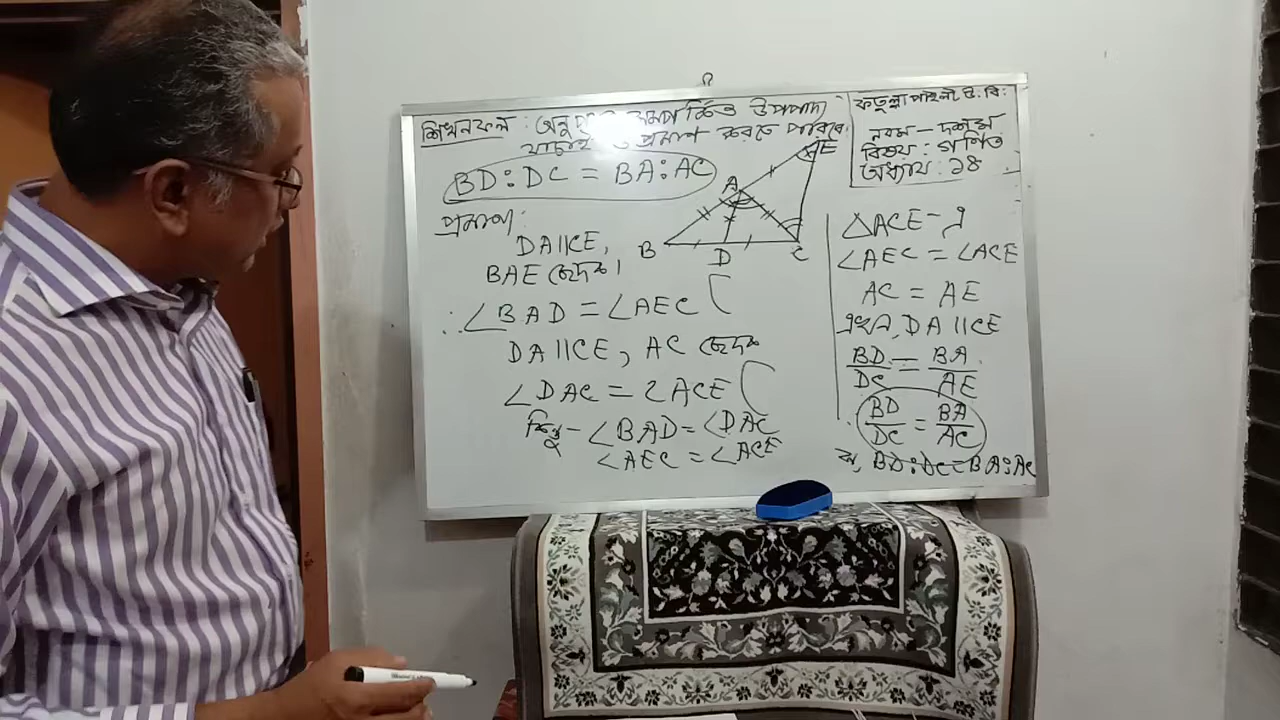 শিখনফল : অনুপাত সম্পর্কিত উপপাদ্য
যাচাই ও প্রমাণ করতে পারবে।
ফতুল্লা পাইলট উ. বি:
নবম - দশম
বিষয় : গণিত
অধ্যায় : ১৪
BD : DC = BA : AC
প্রমাণ :
DA||CE,
BAE ছেদক।
∴ ∠BAD = ∠AEC
DA||CE, AC ছেদক
∠DAC = ∠ACE
কিন্তু - ∠BAD = ∠DAC
∠AEC = ∠ACE
A
B
C
D
E
△ACE - এ
∠AEC = ∠ACE
AC = AE
এখন, DA||CE
BD/DC = BA/AE
BD/DC = BA/AC
বা, BD : DC = BA : AC